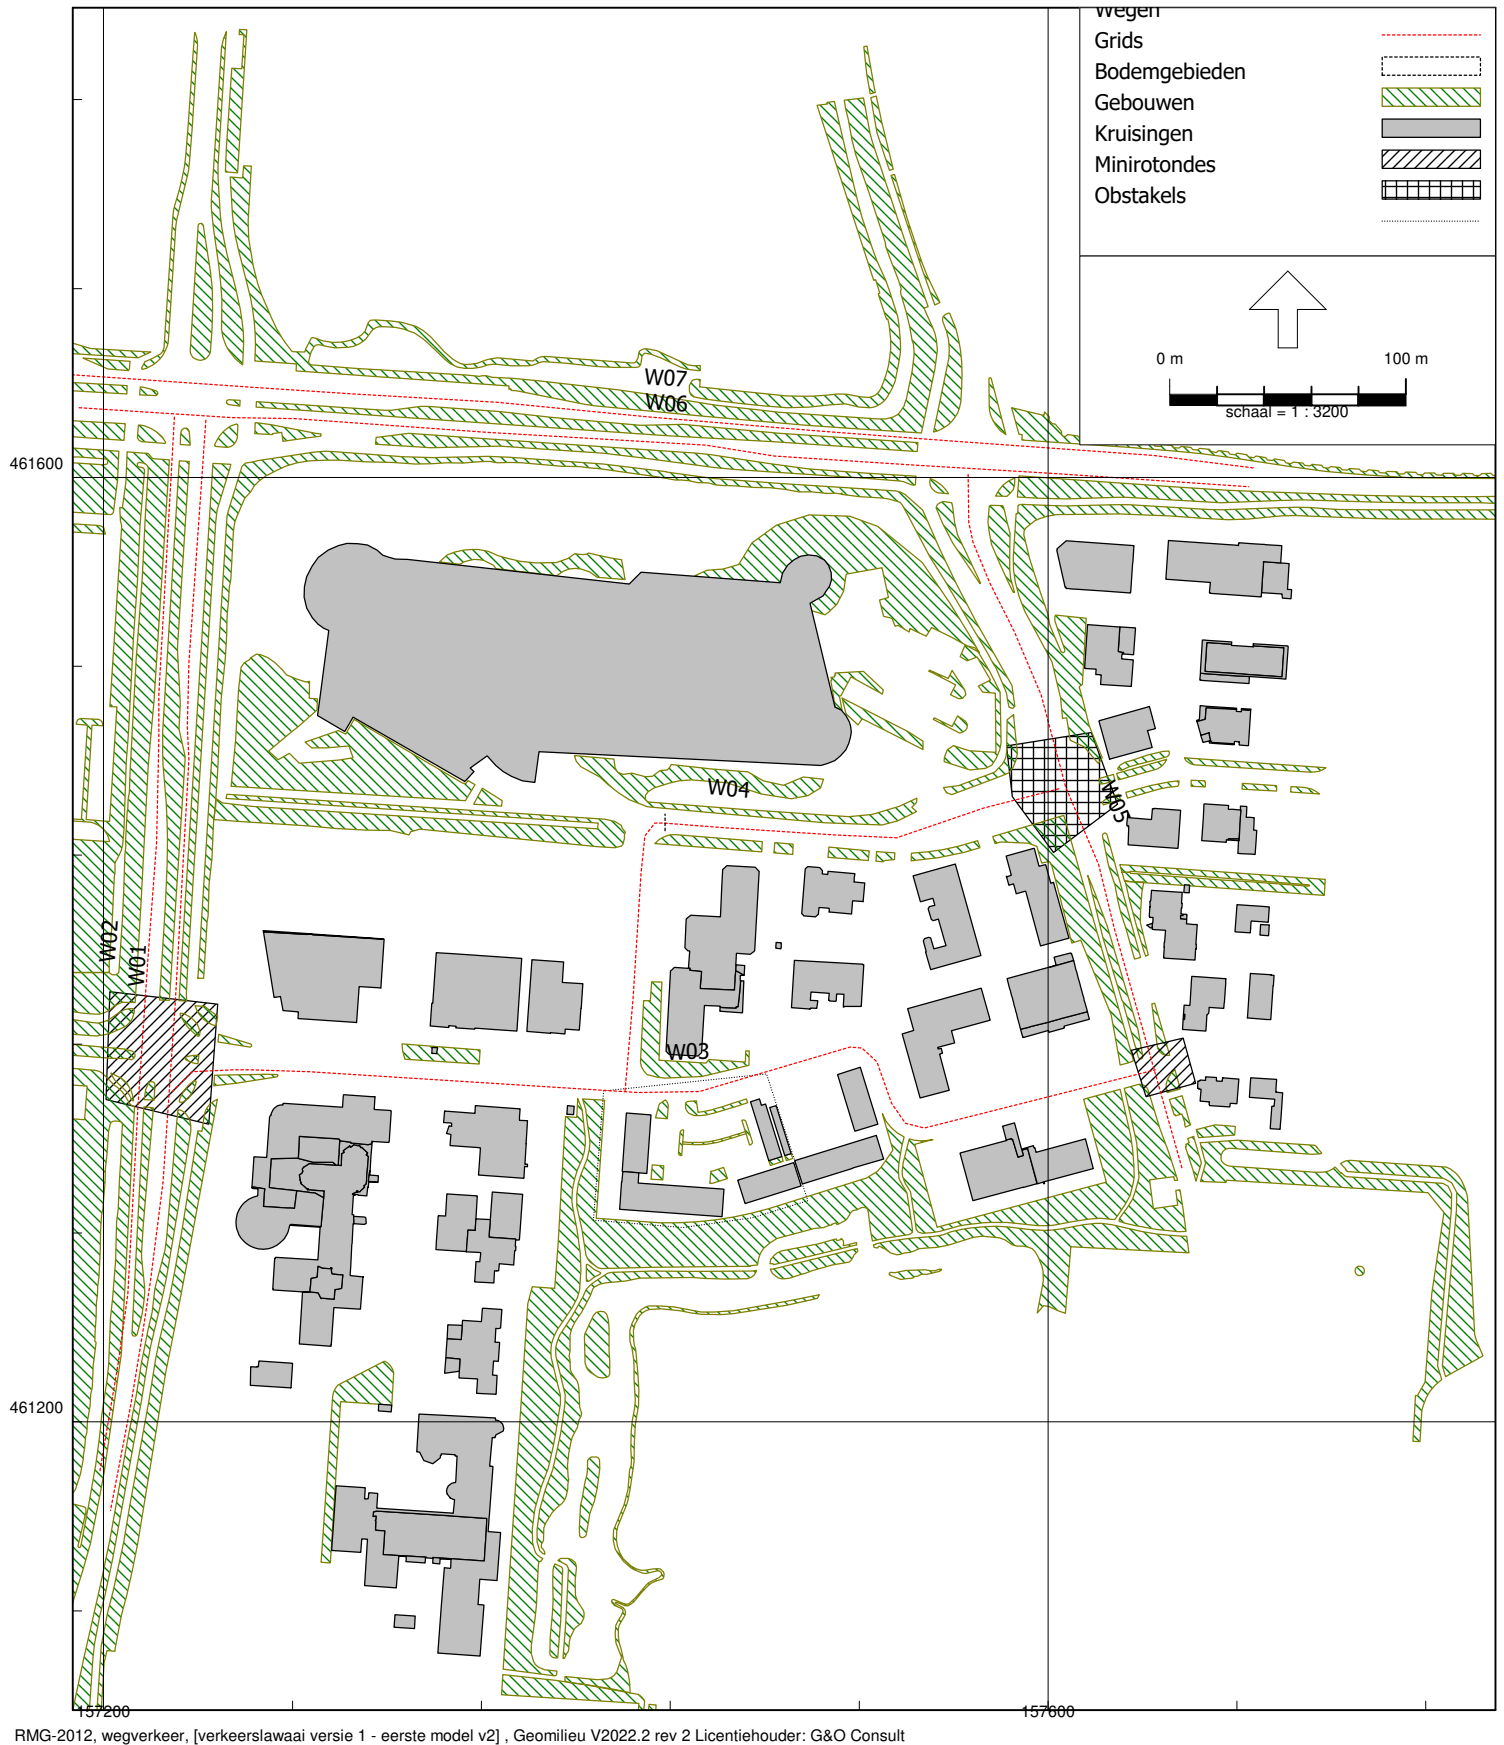 Wegen
Grids
Bodemgebieden
Gebouwen
Kruisingen
Minirotondes
Obstakels
0 m 100 m
schaal = 1 : 3200
W07
W06
461600
W04
W05
W02
W01
W03
461200
157200 157600
RMG-2012, wegverkeer, [verkeerslawaai versie 1 - eerste model v2] , Geomilieu V2022.2 rev 2 Licentiehouder: G&O Consult